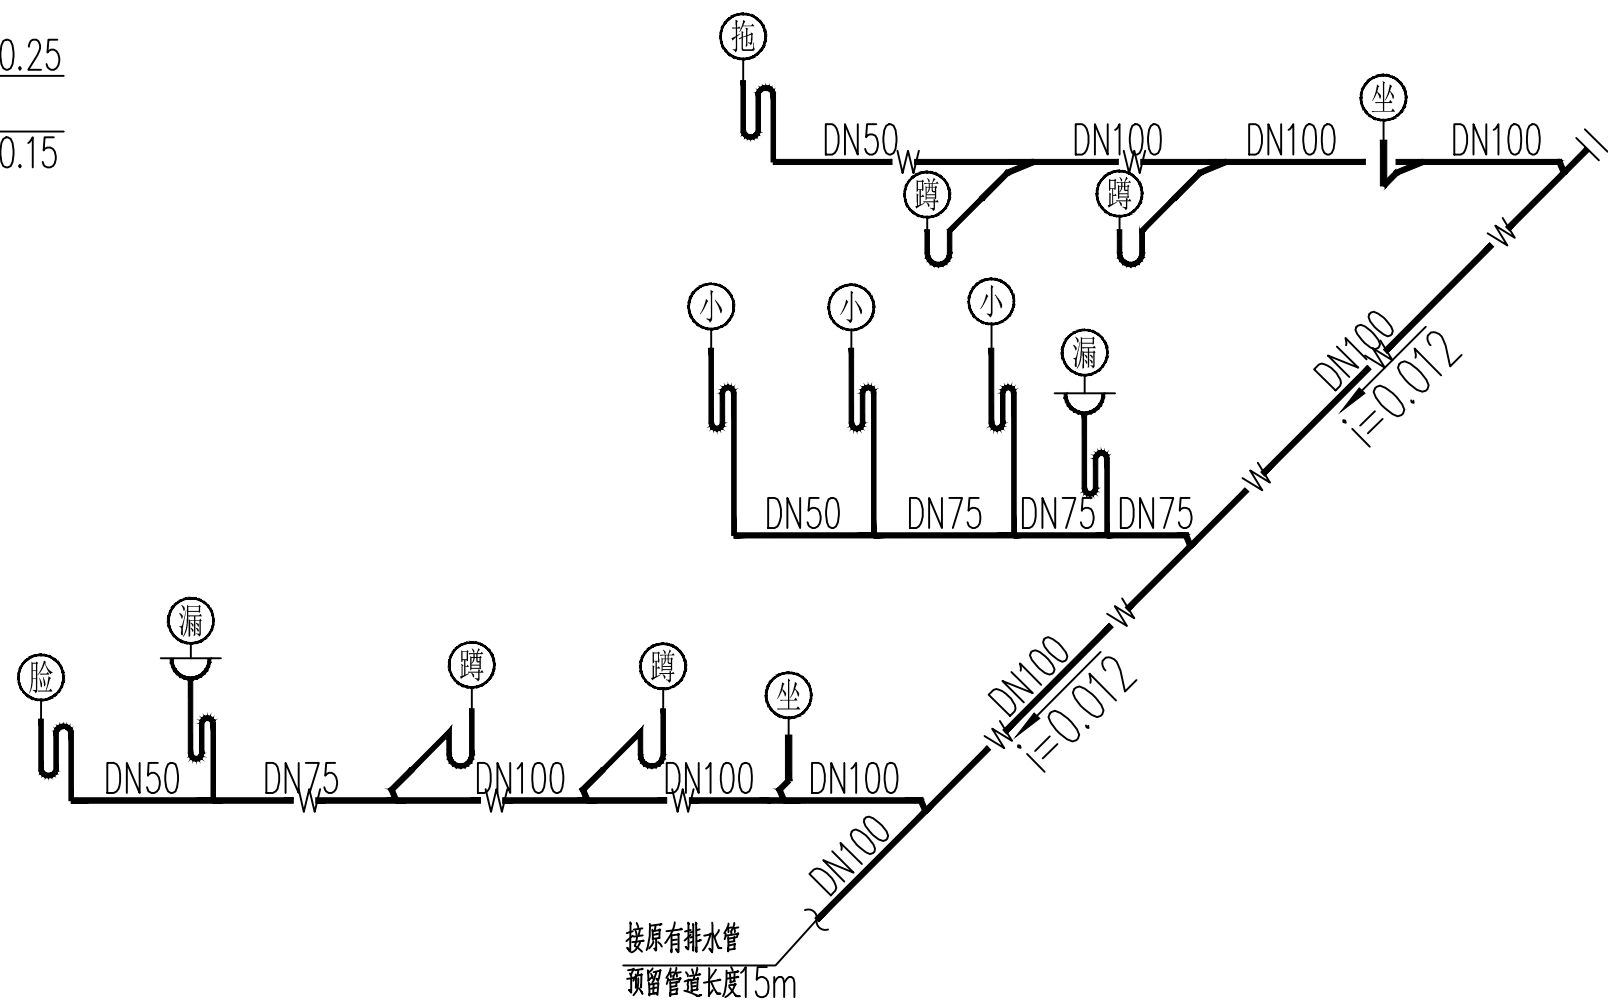 0.25
0.15
拖
坐
DN50
DN100
DN100
DN100
W
W
蹲
蹲
W
小
小
小
漏
DN100
W
i=0.012
W
DN50
DN75
DN75
DN75
漏
脸
蹲
蹲
坐
W
DN100
W
i=0.012
DN50
DN75
DN100
DN100
DN100
W
W
W
DN100
接原有排水管
预留管道长度15m